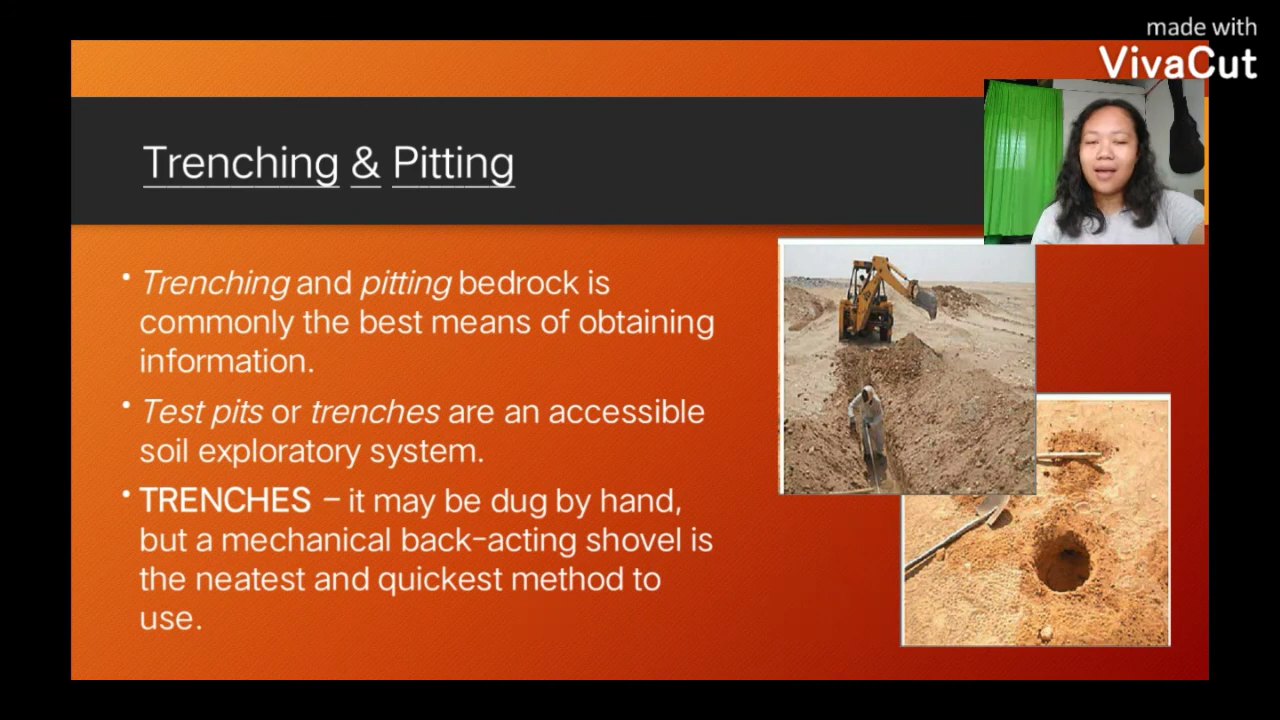 made with
VivaCut
Trenching & Pitting
• Trenching and pitting bedrock is
commonly the best means of obtaining
information.
• Test pits or trenches are an accessible
soil exploratory system.
• TRENCHES – it may be dug by hand,
but a mechanical back-acting shovel is
the neatest and quickest method to
use.